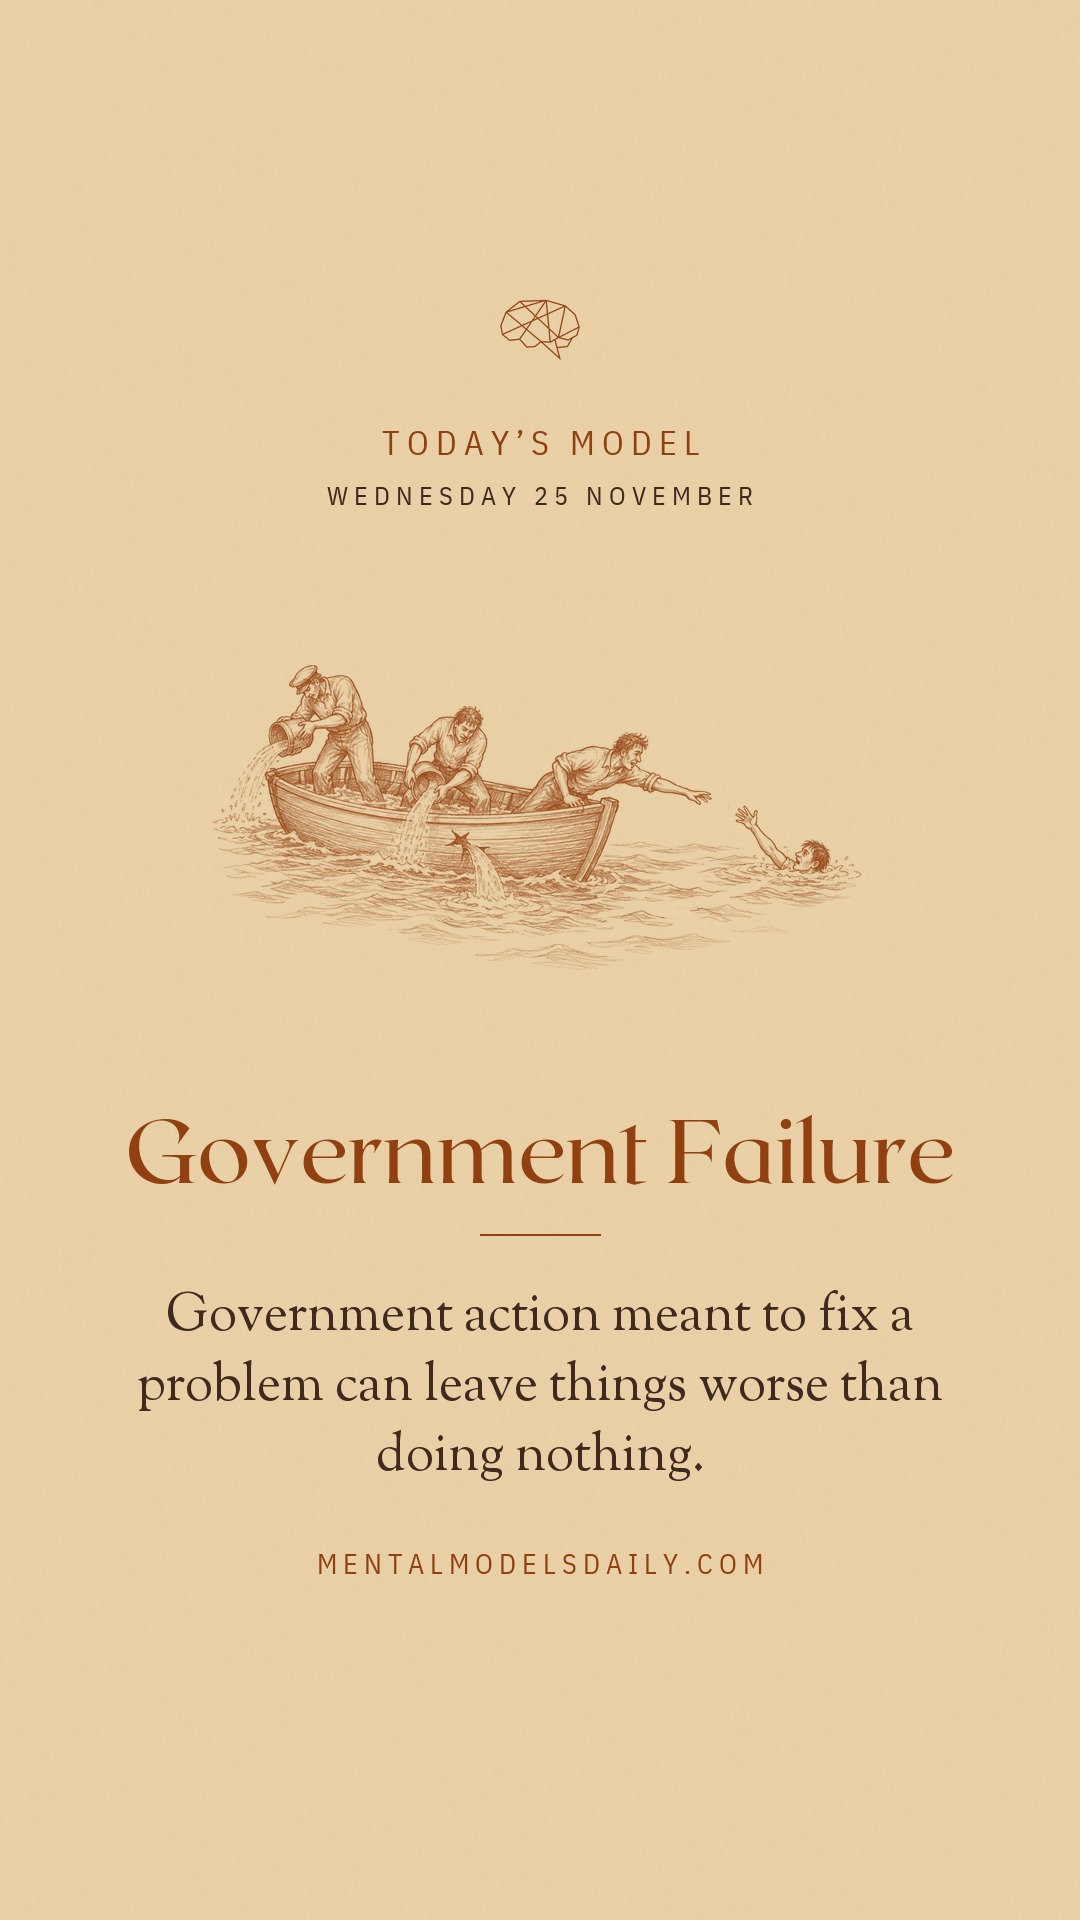 TODAY’S MODEL
WEDNESDAY 25 NOVEMBER
Government Failure
Government action meant to fix a
problem can leave things worse than
doing nothing.
MENTALMODELSDAILY.COM